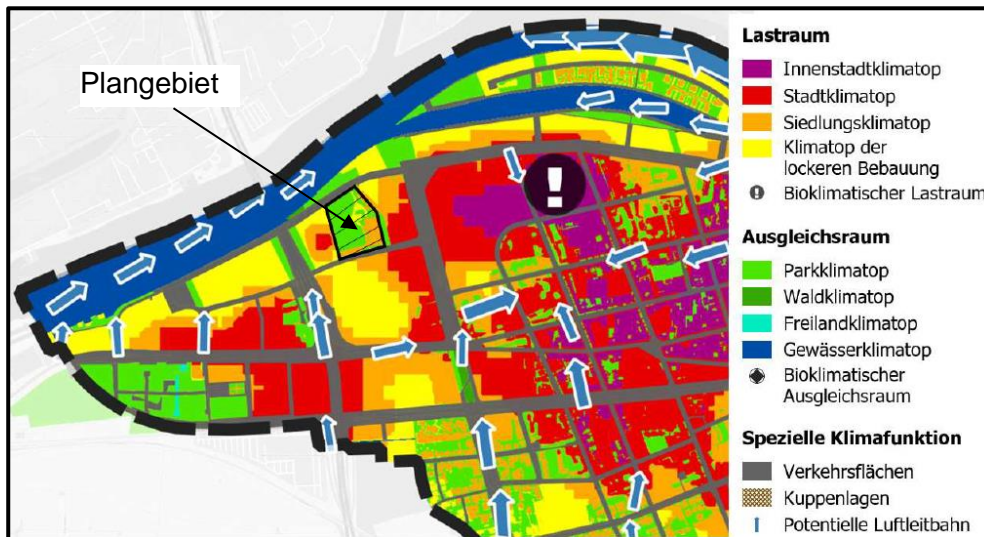 Plangebiet
Lastraum
Innenstadtklimatop
Stadtklimatop
Siedlungsklimatop
Klimatop der
lockeren Bebauung
Bioklimatischer Lastraum
Ausgleichsraum
Parkklimatop
Waldklimatop
Freilandklimatop
Gewässerklimatop
Bioklimatischer
Ausgleichsraum
Spezielle Klimafunktion
Verkehrsflächen
Kuppenlagen
Potentielle Luftleitbahn